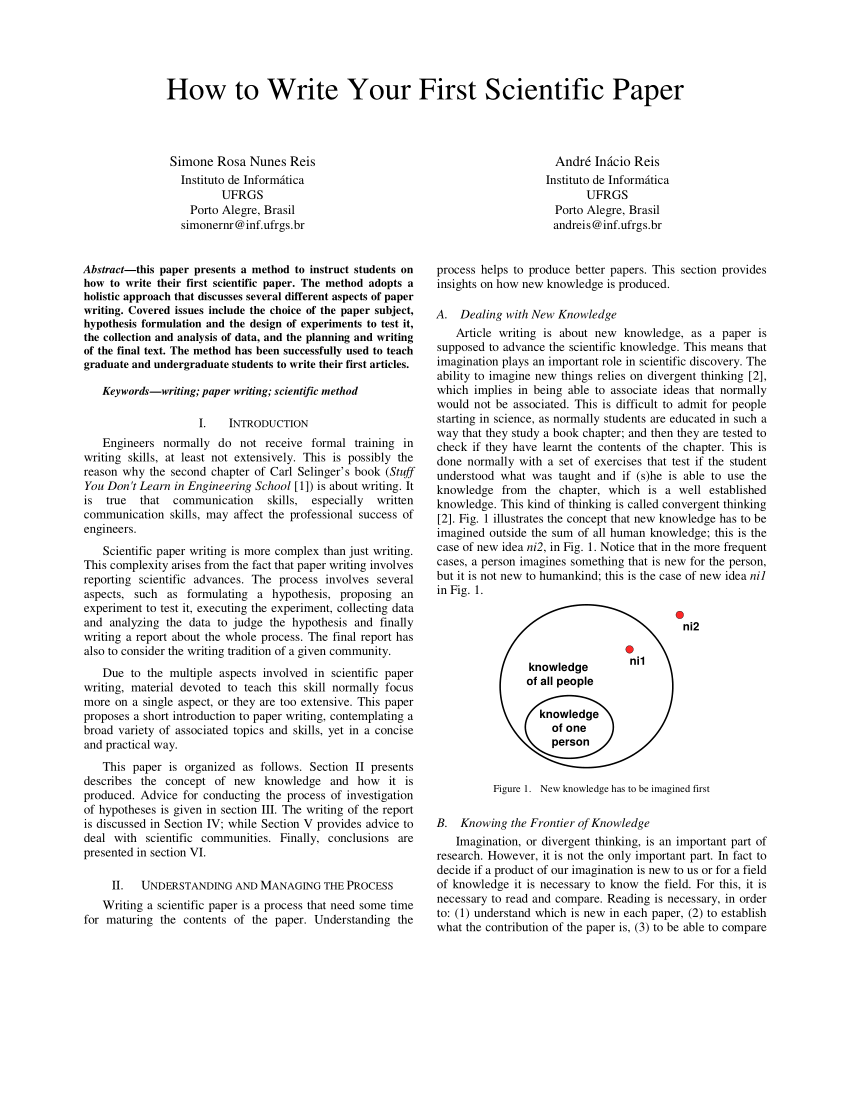 How to Write Your First Scientific Paper
Simone Rosa Nunes Reis
Instituto de Informática
UFRGS
Porto Alegre, Brasil
simonernr@inf.ufrgs.br
André Inácio Reis
Instituto de Informática
UFRGS
Porto Alegre, Brasil
andreis@inf.ufrgs.br
Abstract—this paper presents a method to instruct students on
how to write their first scientific paper. The method adopts a
holistic approach that discusses several different aspects of paper
writing. Covered issues include the choice of the paper subject,
hypothesis formulation and the design of experiments to test it,
the collection and analysis of data, and the planning and writing
of the final text. The method has been successfully used to teach
graduate and undergraduate students to write their first articles.
Keywords—writing; paper writing; scientific method
I. INTRODUCTION
Engineers normally do not receive formal training in
writing skills, at least not extensively. This is possibly the
reason why the second chapter of Carl Selinger's book (Stuff
You Don't Learn in Engineering School [1]) is about writing. It
is true that communication skills, especially written
communication skills, may affect the professional success of
engineers.
Scientific paper writing is more complex than just writing.
This complexity arises from the fact that paper writing involves
reporting scientific advances. The process involves several
aspects, such as formulating a hypothesis, proposing an
experiment to test it, executing the experiment, collecting data
and analyzing the data to judge the hypothesis and finally
writing a report about the whole process. The final report has
also to consider the writing tradition of a given community.
Due to the multiple aspects involved in scientific paper
writing, material devoted to teach this skill normally focus
more on a single aspect, or they are too extensive. This paper
proposes a short introduction to paper writing, contemplating a
broad variety of associated topics and skills, yet in a concise
and practical way.
This paper is organized as follows. Section II presents
describes the concept of new knowledge and how it is
produced. Advice for conducting the process of investigation
of hypotheses is given in section III. The writing of the report
is discussed in Section IV; while Section V provides advice to
deal with scientific communities. Finally, conclusions are
presented in section VI.
II. UNDERSTANDING AND MANAGING THE PROCESS
Writing a scientific paper is a process that need some time
for maturing the contents of the paper. Understanding the
process helps to produce better papers. This section provides
insights on how new knowledge is produced.
A. Dealing with New Knowledge
Article writing is about new knowledge, as a paper is
supposed to advance the scientific knowledge. This means that
imagination plays an important role in scientific discovery. The
ability to imagine new things relies on divergent thinking [2],
which implies in being able to associate ideas that normally
would not be associated. This is difficult to admit for people
starting in science, as normally students are educated in such a
way that they study a book chapter; and then they are tested to
check if they have learnt the contents of the chapter. This is
done normally with a set of exercises that test if the student
understood what was taught and if (s)he is able to use the
knowledge from the chapter, which is a well established
knowledge. This kind of thinking is called convergent thinking
[2]. Fig. 1 illustrates the concept that new knowledge has to be
imagined outside the sum of all human knowledge; this is the
case of new idea ni2, in Fig. 1. Notice that in the more frequent
cases, a person imagines something that is new for the person,
but it is not new to humankind; this is the case of new idea ni1
in Fig. 1.
ni2
ni1
knowledge
of all people
knowledge
of one
person
Figure 1. New knowledge has to be imagined first
B. Knowing the Frontier of Knowledge
Imagination, or divergent thinking, is an important part of
research. However, it is not the only important part. In fact to
decide if a product of our imagination is new to us or for a field
of knowledge it is necessary to know the field. For this, it is
necessary to read and compare. Reading is necessary, in order
to: (1) understand which is new in each paper, (2) to establish
what the contribution of the paper is, (3) to be able to compare